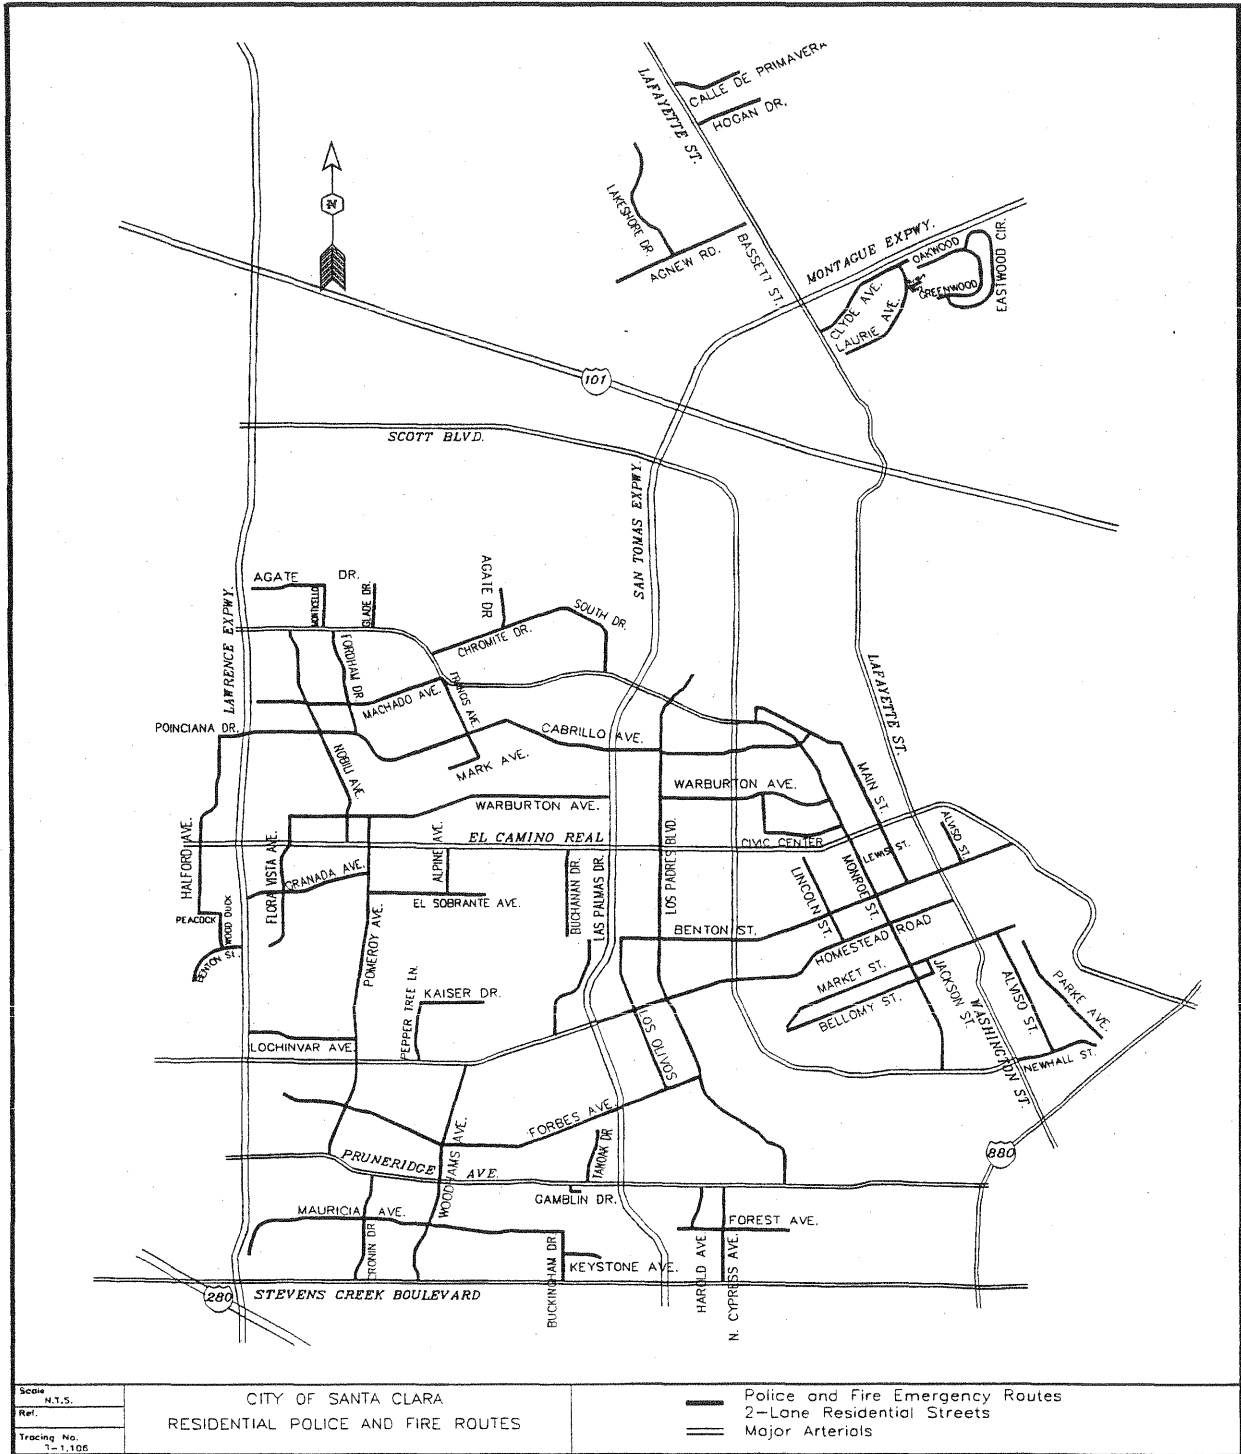 CALLE DE PRIMAVERA
HOGAN DR.
LAFAYETTE ST.
LAKESHORE DR.
AGNEW RD.
BASSETT ST.
MONTAGUE EXPWY.
OAKWOOD
EASTWOOD CIR.
GREENWOOD
CLYDE AVE.
LAURIE AVE.
N
101
SCOTT BLVD.
SAN TOMAS EXPWY.
LAWRENCE EXPWY.
AGATE DR.
MONTICELLO
GLADE DR.
AGATE DR
SOUTH DR.
CHROMITE DR.
FORDHAM DR.
FRANCIS AVE.
MACHADO AVE.
LAFAYETTE ST.
POINCIANA DR.
CABRILLO AVE.
NOBILI AVE.
MARK AVE.
MAIN ST.
WARBURTON AVE.
WARBURTON AVE.
EL CAMINO REAL
CIVIC CENTER
LEWIS ST.
ALVISO ST.
HALFORD AVE.
FLORA VISTA AVE.
GRANADA AVE.
ALPINE AVE.
EL SOBRANTE AVE.
BUCHANAN DR.
LAS PALMAS DR.
LOS PADRES BLVD.
LINCOLN ST.
MONROE ST.
PEACOCK
WOOD DUCK
BENTON ST.
BENTON ST.
HOMESTEAD ROAD
POMEROY AVE.
PEPPER TREE LN.
KAISER DR.
MARKET ST.
BELLOMY ST.
JACKSON ST.
WASHINGTON ST.
ALVISO ST.
PARKE AVE.
NEWHALL ST.
LOCHINVAR AVE.
LOS OLIVOS
FORBES AVE.
PRUNERIDGE AVE.
WOODHAMS AVE.
TAMOAK DR
GAMBLIN DR.
880
MAURICIA AVE.
CRONIN DR
BUCKINGHAM DR.
KEYSTONE AVE.
HAROLD AVE
FOREST AVE.
N. CYPRESS AVE.
280
STEVENS CREEK BOULEVARD
Scale
N.T.S.
Ref.
Tracing No.
CITY OF SANTA CLARA
RESIDENTIAL POLICE AND FIRE ROUTES
Police and Fire Emergency Routes
2-Lane Residential Streets
Major Arterials